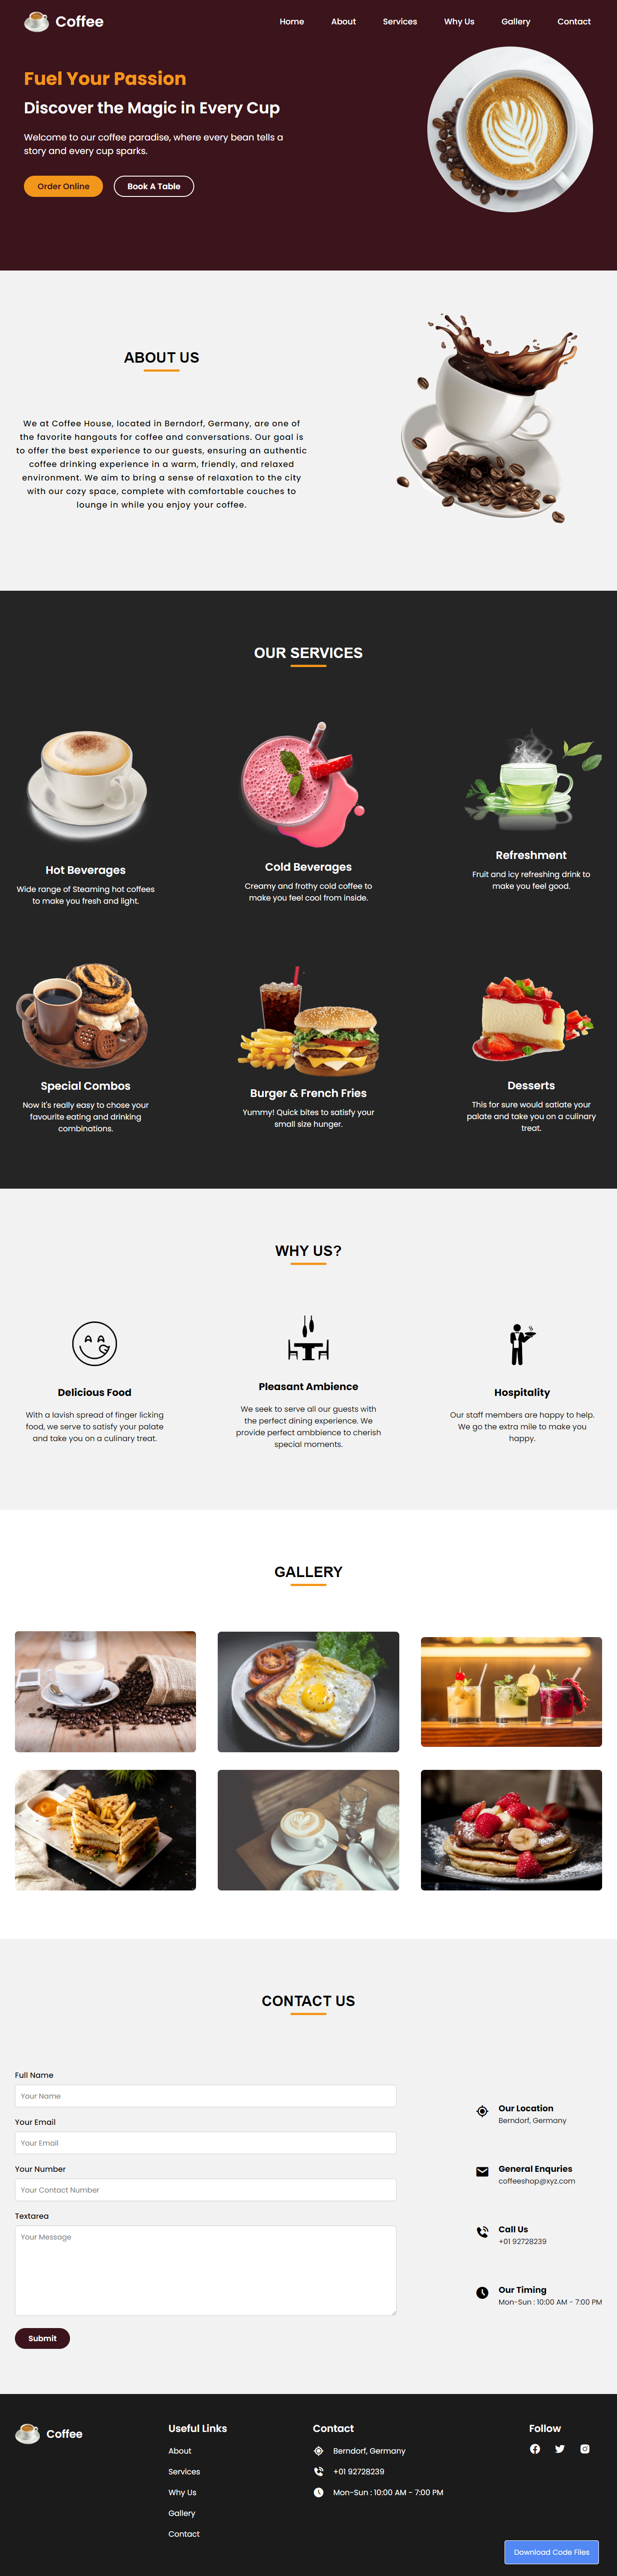 Coffee
Home
About
Services
Why Us
Gallery
Contact
Fuel Your Passion
Discover the Magic in Every Cup
Welcome to our coffee paradise, where every bean tells a
story and every cup sparks.
Order Online
Book A Table
ABOUT US
We at Coffee House, located in Berndorf, Germany, are one of
the favorite hangouts for coffee and conversations. Our goal is
to offer the best experience to our guests, ensuring an authentic
coffee drinking experience in a warm, friendly, and relaxed
environment. We aim to bring a sense of relaxation to the city
with our cozy space, complete with comfortable couches to
lounge in while you enjoy your coffee.
OUR SERVICES
Hot Beverages
Wide range of Steaming hot coffees
to make you fresh and light.
Cold Beverages
Creamy and frothy cold coffee to
make you feel cool from inside.
Refreshment
Fruit and icy refreshing drink to
make you feel good.
Special Combos
Now it's really easy to chose your
favourite eating and drinking
combinations.
Burger & French Fries
Yummy! Quick bites to satisfy your
small size hunger.
Desserts
This for sure would satiate your
palate and take you on a culinary
treat.
WHY US?
Delicious Food
With a lavish spread of finger licking
food, we serve to satisfy your palate
and take you on a culinary treat.
Pleasant Ambience
We seek to serve all our guests with
the perfect dining experience. We
provide perfect ambbience to cherish
special moments.
Hospitality
Our staff members are happy to help.
We go the extra mile to make you
happy.
GALLERY
CONTACT US
Full Name
Your Name
Your Email
Your Email
Your Number
Your Contact Number
Textarea
Your Message
Submit
Our Location
Berndorf, Germany
General Enquries
coffeeshop@xyz.com
Call Us
+01 92728239
Our Timing
Mon-Sun : 10:00 AM - 7:00 PM
Coffee
Useful Links
About
Services
Why Us
Gallery
Contact
Contact
Berndorf, Germany
+01 92728239
Mon-Sun : 10:00 AM - 7:00 PM
Follow
Download Code Files